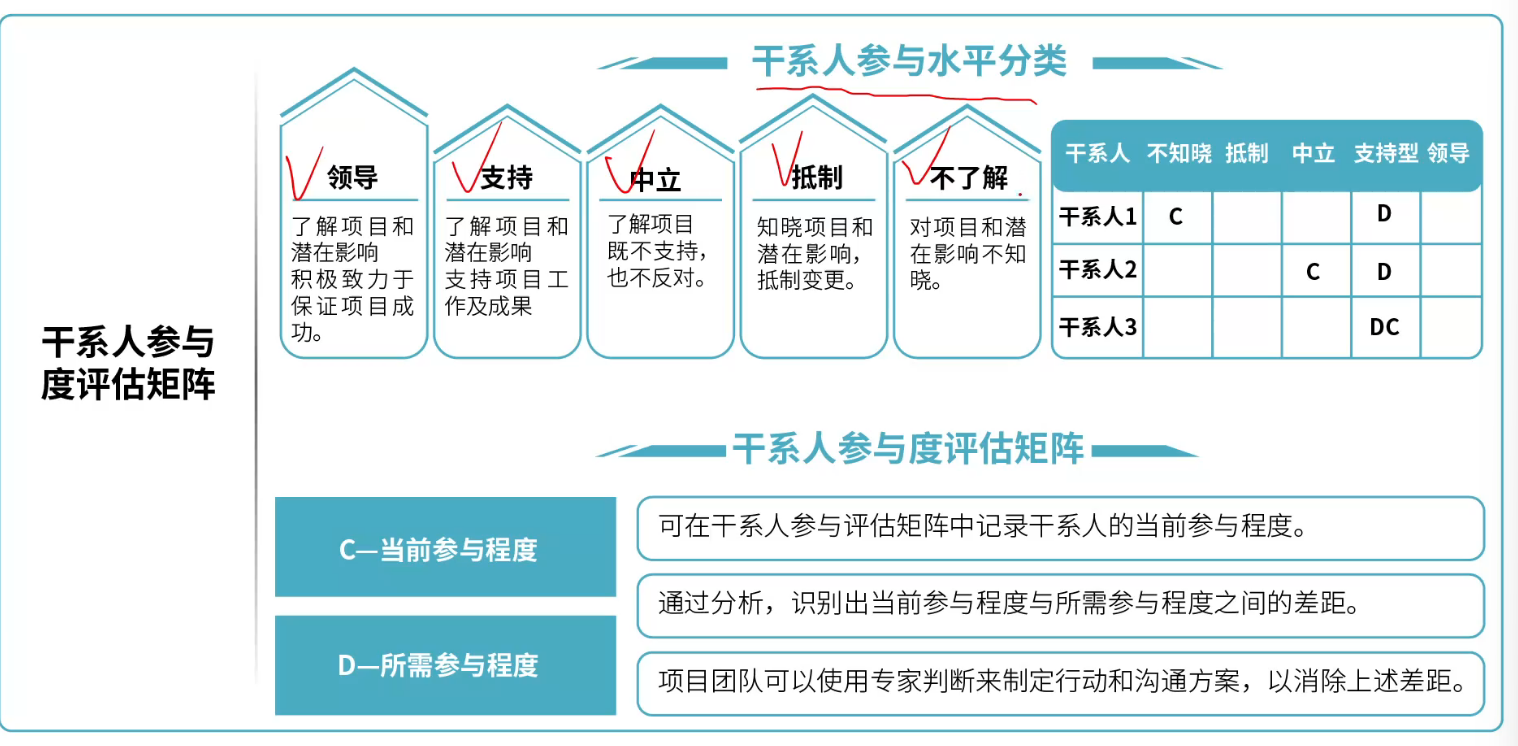 干系人参与
度评估矩阵
干系人参与水平分类
领导
了解项目和
潜在影响
积极致力于
保证项目成
功。
支持
了解项目和
潜在影响
支持项目工
作及成果
中立
了解项目
既不支持，
也不反对。
抵制
知晓项目和
潜在影响，
抵制变更。
不了解
对项目和潜
在影响不知
晓。
干系人 不知晓 抵制 中立 支持型 领导
干系人1 C D
干系人2 C D
干系人3 DC
干系人参与度评估矩阵
C—当前参与程度
D—所需参与程度
可在干系人参与评估矩阵中记录干系人的当前参与程度。
通过分析，识别出当前参与程度与所需参与程度之间的差距。
项目团队可以使用专家判断来制定行动和沟通方案，以消除上述差距。